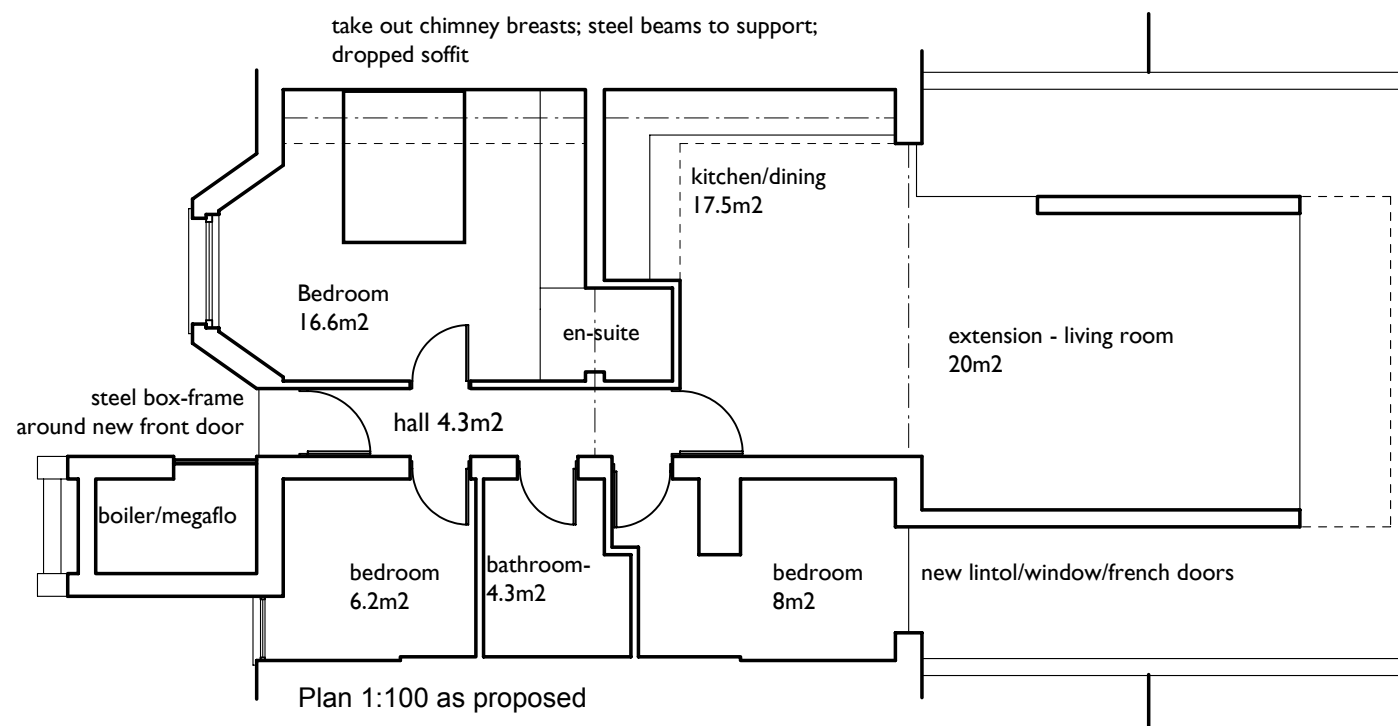 take out chimney breasts; steel beams to support;
dropped soffit
kitchen/dining
17.5m2
Bedroom
16.6m2
en-suite
extension - living room
20m2
steel box-frame
around new front door
hall 4.3m2
boiler/megaflo
bedroom
6.2m2
bathroom-
4.3m2
bedroom
8m2
new lintol/window/french doors
Plan 1:100 as proposed